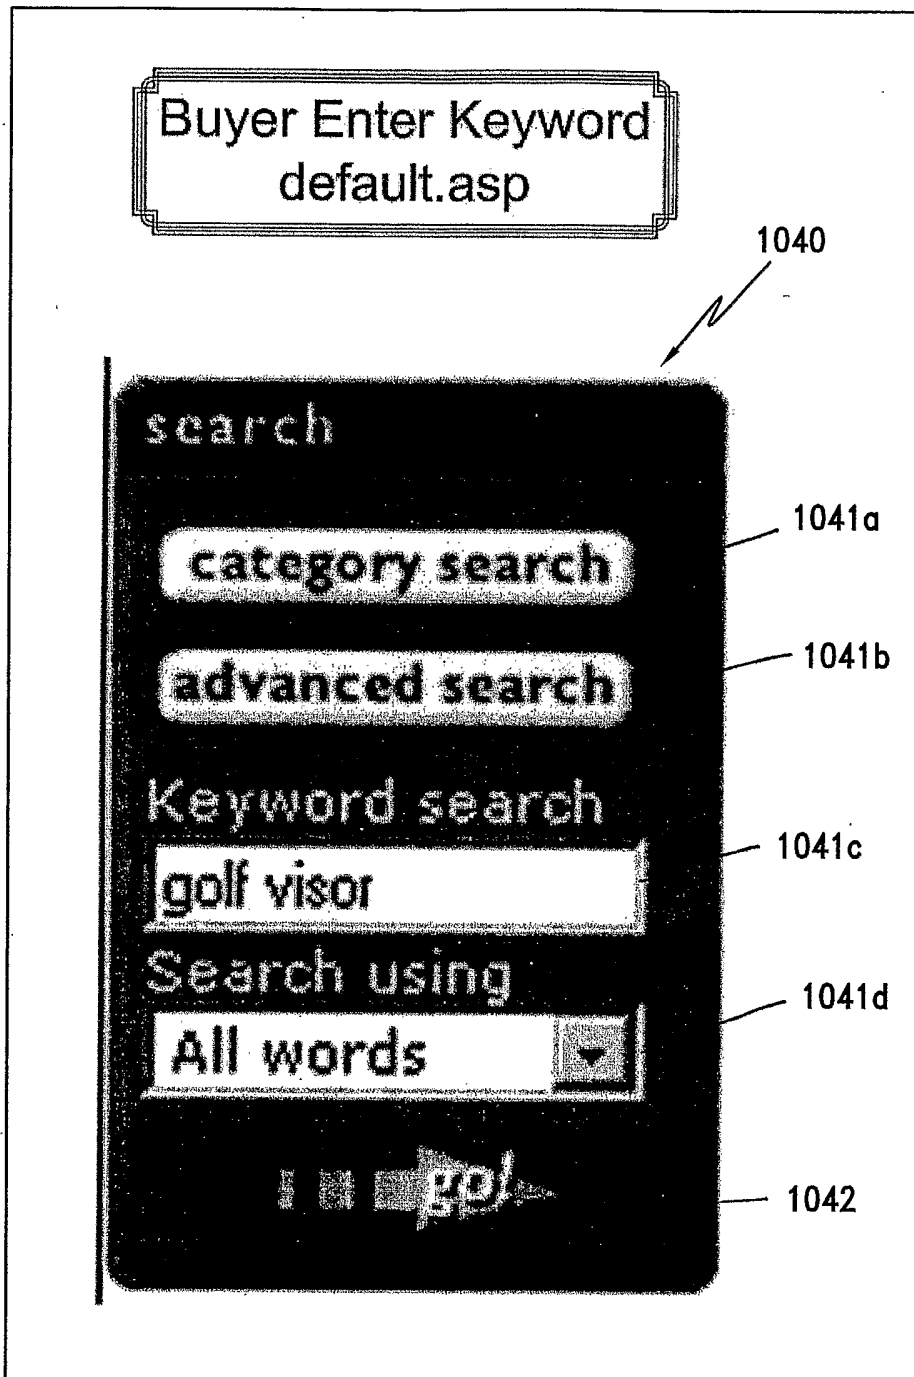 Buyer Enter Keyword
default.asp
1040
search
category search
1041a
advanced search
1041b
Keyword search
golf visor
1041c
Search using
All words
1041d
go!
1042